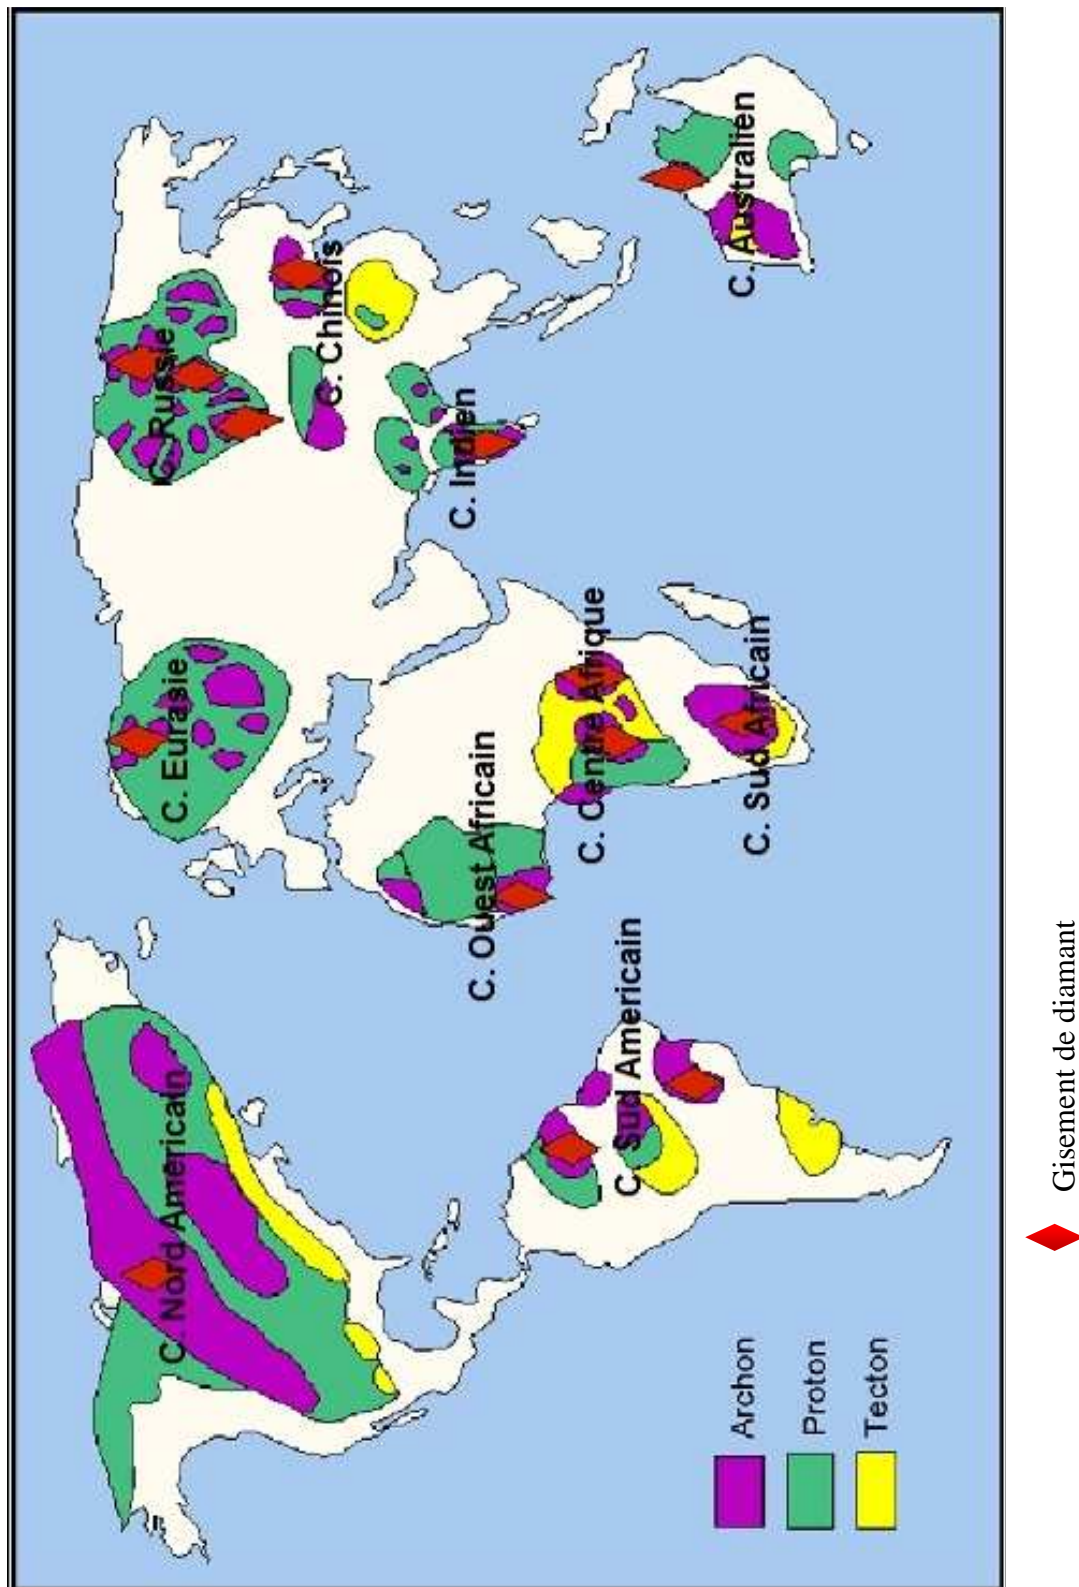 C. Nord Américain
C. Eurasie
C. Russie
C. Chinois
C. Indien
C. Ouest Africain
C. Centre Afrique
C. Sud Africain
C. Sud Americain
C. Australien
Archon
Proton
Tecton
Gisement de diamant